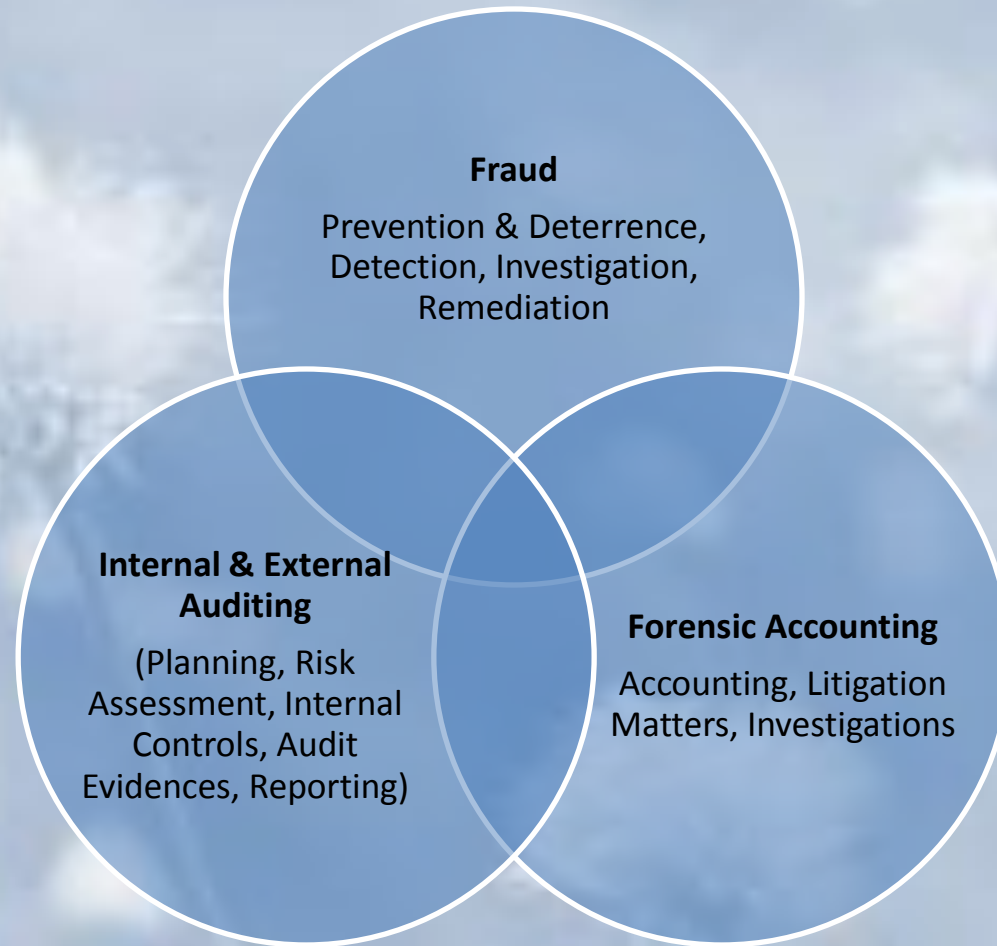 Fraud
Prevention & Deterrence,
Detection, Investigation,
Remediation
Internal & External
Auditing
(Planning, Risk
Assessment, Internal
Controls, Audit
Evidences, Reporting)
Forensic Accounting
Accounting, Litigation
Matters, Investigations